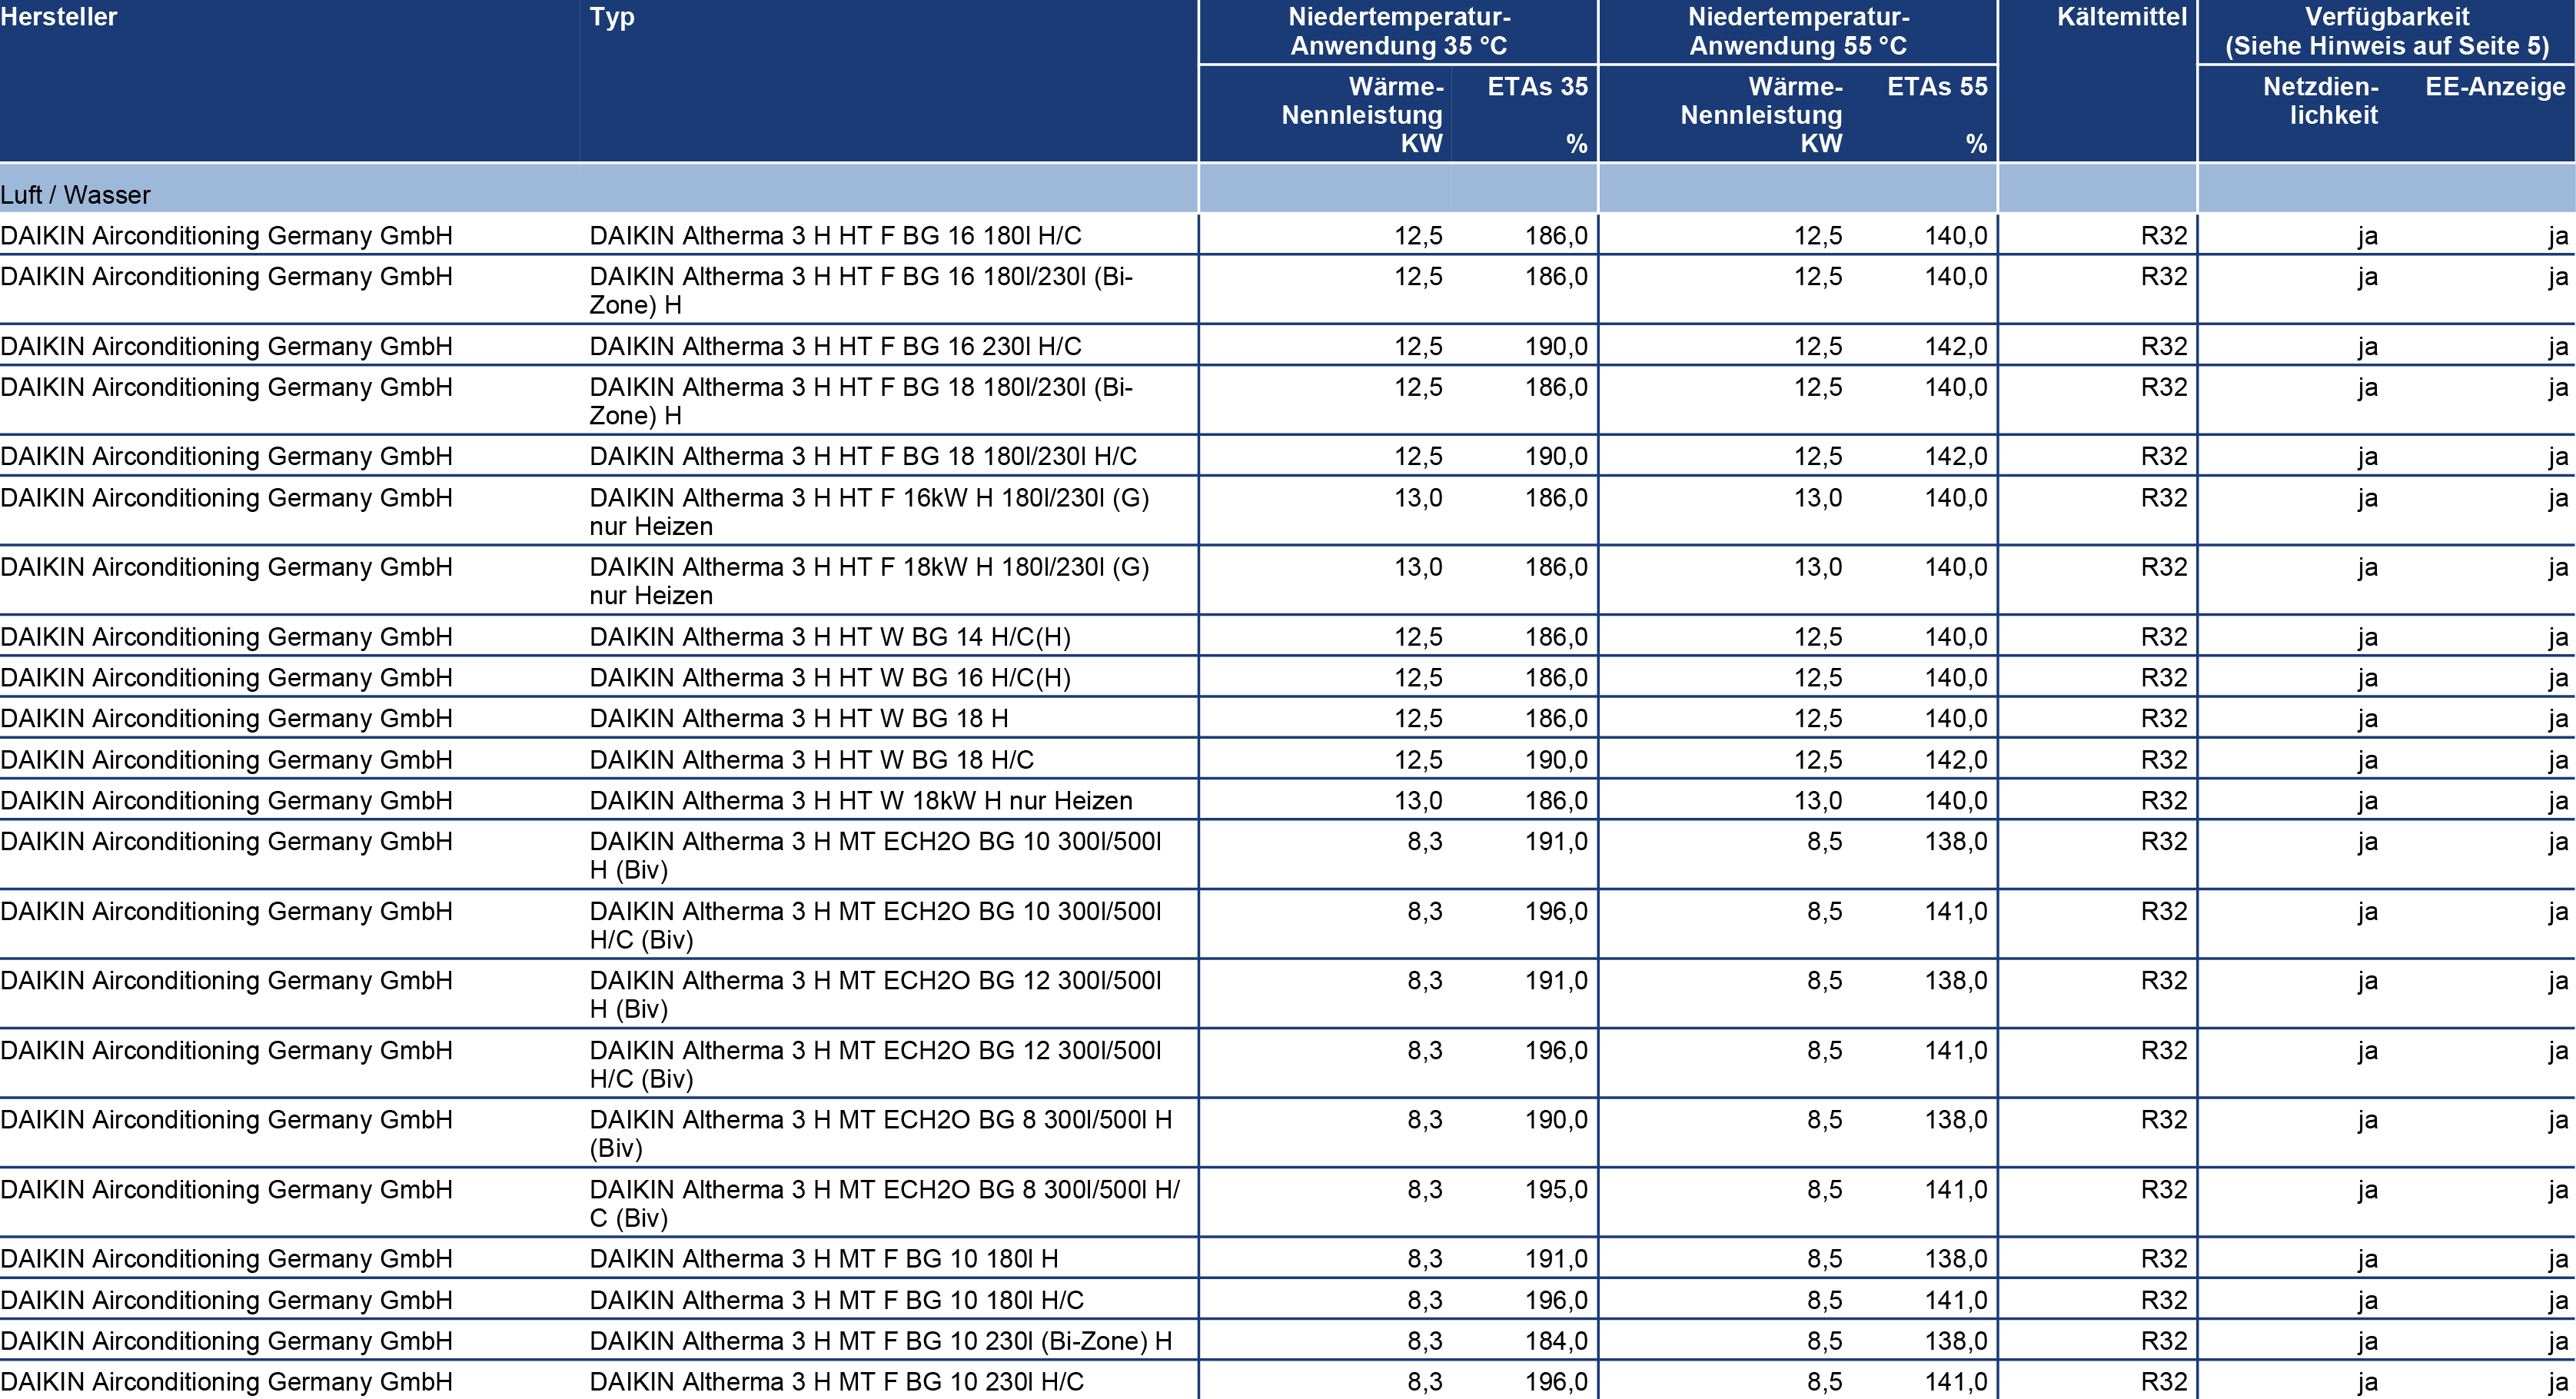 Hersteller Typ Niedertemperatur- Niedertemperatur- Kältemittel Verfügbarkeit
Anwendung 35 °C Anwendung 55 °C (Siehe Hinweis auf Seite 5)
Wärme- ETAs 35 Wärme- ETAs 55 Netzdien- EE-Anzeige
Nennleistung Nennleistung lichkeit
KW % KW %
Luft / Wasser
DAIKIN Airconditioning Germany GmbH DAIKIN Altherma 3 H HT F BG 16 180l H/C 12,5 186,0 12,5 140,0 R32 ja ja
DAIKIN Airconditioning Germany GmbH DAIKIN Altherma 3 H HT F BG 16 180l/230l (Bi- 12,5 186,0 12,5 140,0 R32 ja ja
Zone) H
DAIKIN Airconditioning Germany GmbH DAIKIN Altherma 3 H HT F BG 16 230l H/C 12,5 190,0 12,5 142,0 R32 ja ja
DAIKIN Airconditioning Germany GmbH DAIKIN Altherma 3 H HT F BG 18 180l/230l (Bi- 12,5 186,0 12,5 140,0 R32 ja ja
Zone) H
DAIKIN Airconditioning Germany GmbH DAIKIN Altherma 3 H HT F BG 18 180l/230l H/C 12,5 190,0 12,5 142,0 R32 ja ja
DAIKIN Airconditioning Germany GmbH DAIKIN Altherma 3 H HT F 16kW H 180l/230l (G) 13,0 186,0 13,0 140,0 R32 ja ja
nur Heizen
DAIKIN Airconditioning Germany GmbH DAIKIN Altherma 3 H HT F 18kW H 180l/230l (G) 13,0 186,0 13,0 140,0 R32 ja ja
nur Heizen
DAIKIN Airconditioning Germany GmbH DAIKIN Altherma 3 H HT W BG 14 H/C(H) 12,5 186,0 12,5 140,0 R32 ja ja
DAIKIN Airconditioning Germany GmbH DAIKIN Altherma 3 H HT W BG 16 H/C(H) 12,5 186,0 12,5 140,0 R32 ja ja
DAIKIN Airconditioning Germany GmbH DAIKIN Altherma 3 H HT W BG 18 H 12,5 186,0 12,5 140,0 R32 ja ja
DAIKIN Airconditioning Germany GmbH DAIKIN Altherma 3 H HT W BG 18 H/C 12,5 190,0 12,5 142,0 R32 ja ja
DAIKIN Airconditioning Germany GmbH DAIKIN Altherma 3 H HT W 18kW H nur Heizen 13,0 186,0 13,0 140,0 R32 ja ja
DAIKIN Airconditioning Germany GmbH DAIKIN Altherma 3 H MT ECH2O BG 10 300l/500l 8,3 191,0 8,5 138,0 R32 ja ja
H (Biv)
DAIKIN Airconditioning Germany GmbH DAIKIN Altherma 3 H MT ECH2O BG 10 300l/500l 8,3 196,0 8,5 141,0 R32 ja ja
H/C (Biv)
DAIKIN Airconditioning Germany GmbH DAIKIN Altherma 3 H MT ECH2O BG 12 300l/500l 8,3 191,0 8,5 138,0 R32 ja ja
H (Biv)
DAIKIN Airconditioning Germany GmbH DAIKIN Altherma 3 H MT ECH2O BG 12 300l/500l 8,3 196,0 8,5 141,0 R32 ja ja
H/C (Biv)
DAIKIN Airconditioning Germany GmbH DAIKIN Altherma 3 H MT ECH2O BG 8 300l/500l H 8,3 190,0 8,5 138,0 R32 ja ja
(Biv)
DAIKIN Airconditioning Germany GmbH DAIKIN Altherma 3 H MT ECH2O BG 8 300l/500l H/ 8,3 195,0 8,5 141,0 R32 ja ja
C (Biv)
DAIKIN Airconditioning Germany GmbH DAIKIN Altherma 3 H MT F BG 10 180l H 8,3 191,0 8,5 138,0 R32 ja ja
DAIKIN Airconditioning Germany GmbH DAIKIN Altherma 3 H MT F BG 10 180l H/C 8,3 196,0 8,5 141,0 R32 ja ja
DAIKIN Airconditioning Germany GmbH DAIKIN Altherma 3 H MT F BG 10 230l (Bi-Zone) H 8,3 184,0 8,5 138,0 R32 ja ja
DAIKIN Airconditioning Germany GmbH DAIKIN Altherma 3 H MT F BG 10 230l H/C 8,3 196,0 8,5 141,0 R32 ja ja